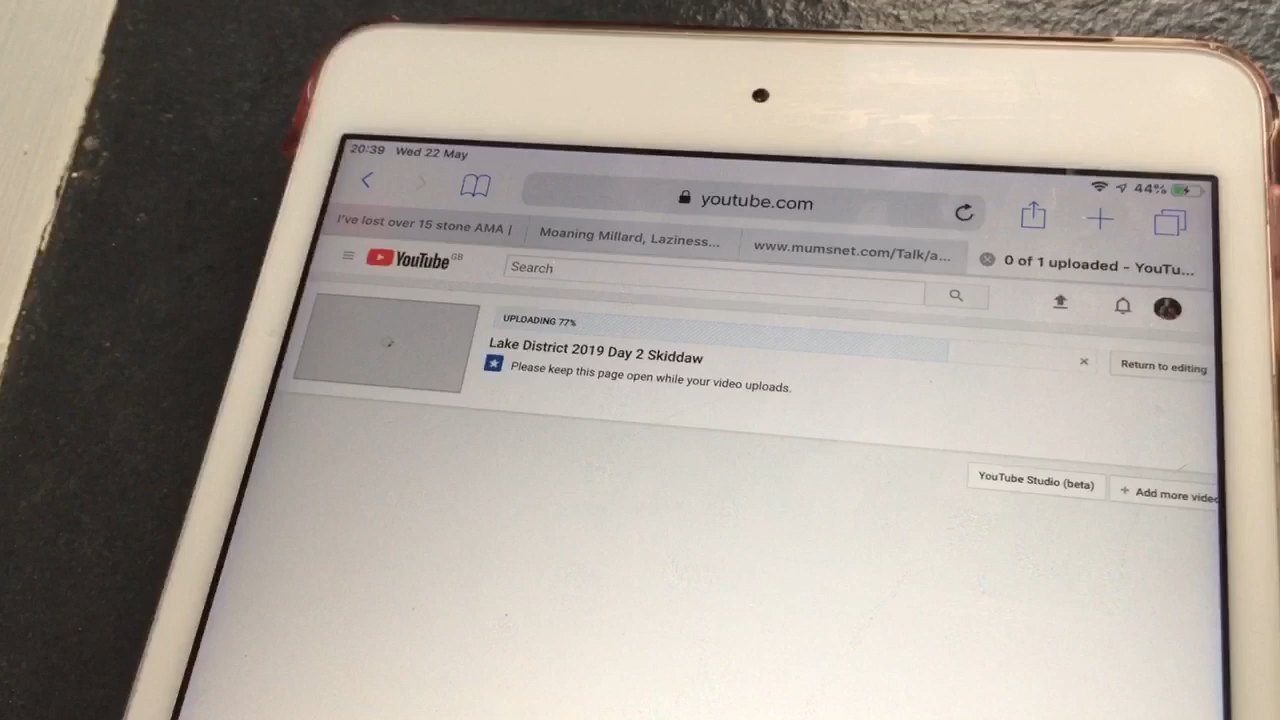 20:39 Wed 22 May
44%
youtube.com
I've lost over 15 stone AMA |
Moaning Millard, Laziness...
www.mumsnet.com/Talk/a...
0 of 1 uploaded - YouTu...
YouTube GB
Search
UPLOADING 77%
Lake District 2019 Day 2 Skiddaw
Please keep this page open while your video uploads.
Return to editing
YouTube Studio (beta)
+ Add more video